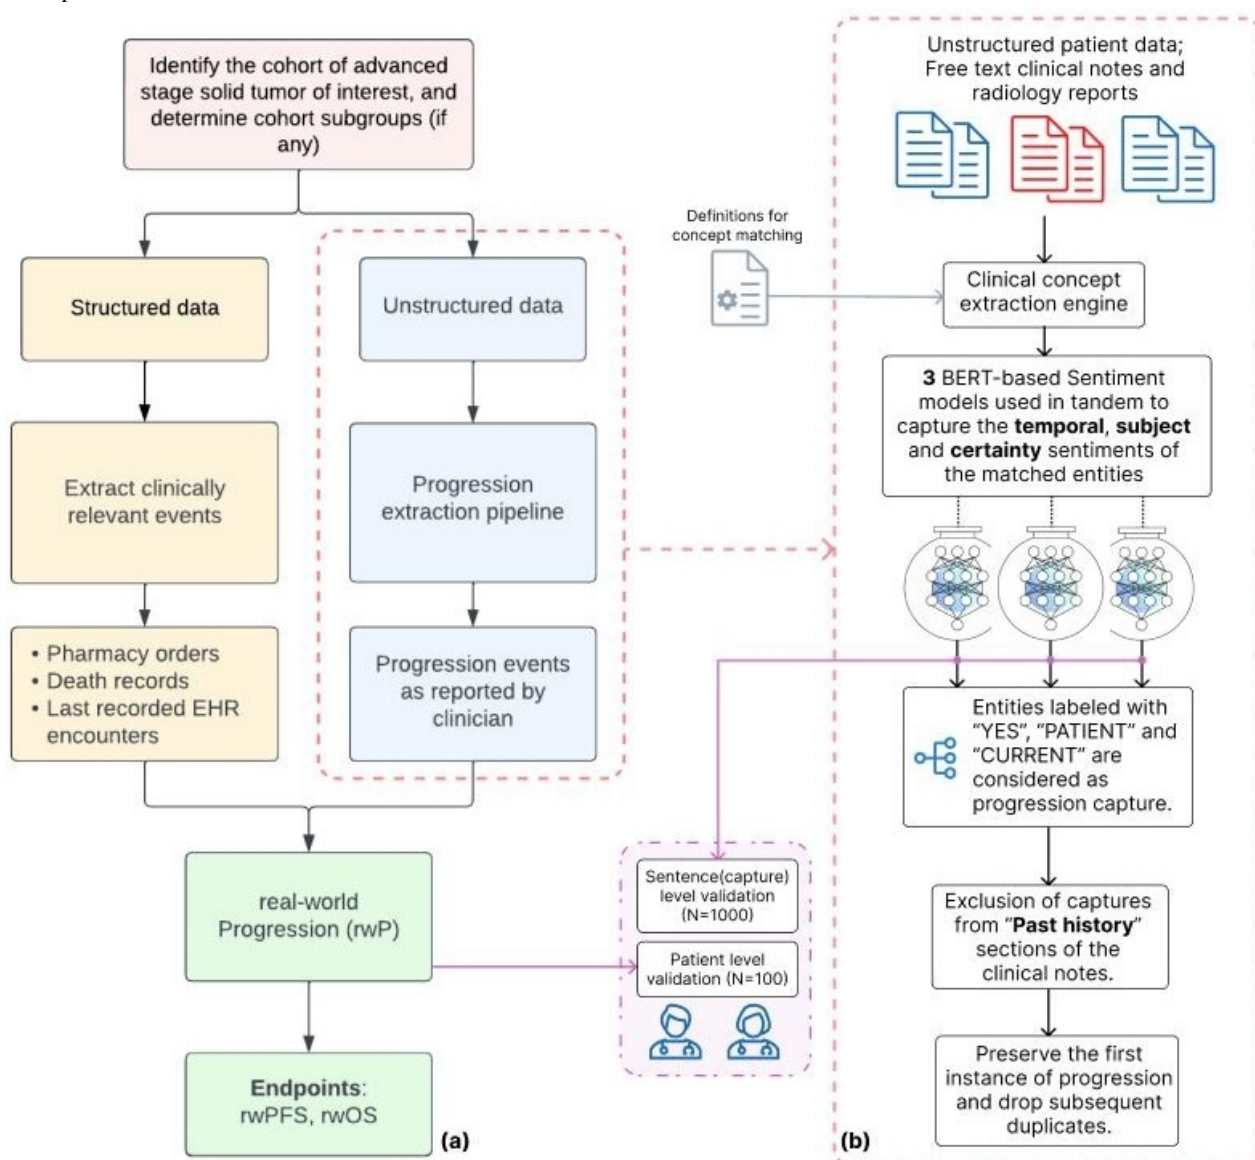 Identify the cohort of advanced
stage solid tumor of interest, and
determine cohort subgroups (if
any)
Structured data
Unstructured data
Extract clinically
relevant events
Progression
extraction pipeline
• Pharmacy orders
• Death records
• Last recorded EHR
encounters
Progression events
as reported by
clinician
real-world
Progression (rwP)
Endpoints:
rwPFS, rwOS
(a)
Sentence(capture)
level validation
(N=1000)
Patient level
validation (N=100)
Definitions for
concept matching
Unstructured patient data;
Free text clinical notes and
radiology reports
Clinical concept
extraction engine
3 BERT-based Sentiment
models used in tandem to
capture the temporal, subject
and certainty sentiments of
the matched entities
Entities labeled with
“YES”, “PATIENT” and
“CURRENT” are
considered as
progression capture.
Exclusion of captures
from “Past history”
sections of the
clinical notes.
Preserve the first
instance of progression
and drop subsequent
duplicates.
(b)